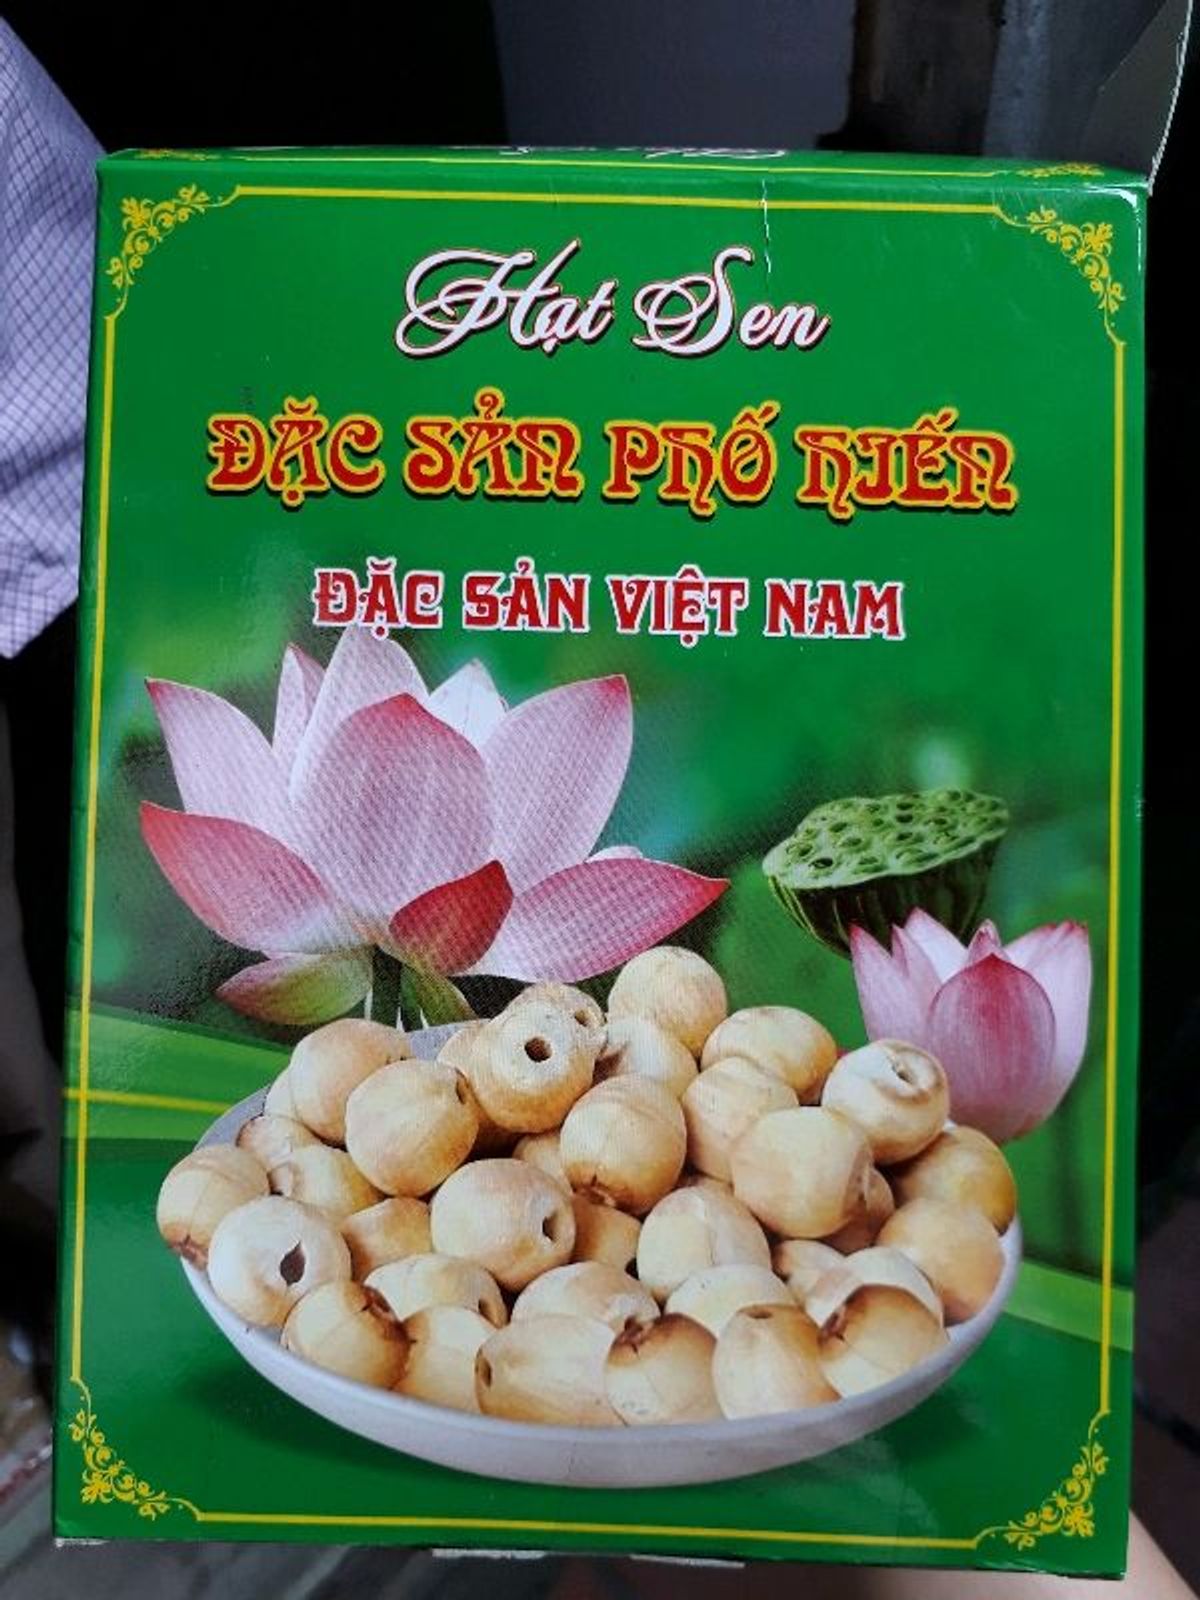 Hạt Sen
ĐẶC SẢN PHỐ HIẾN
ĐẶC SẢN VIỆT NAM